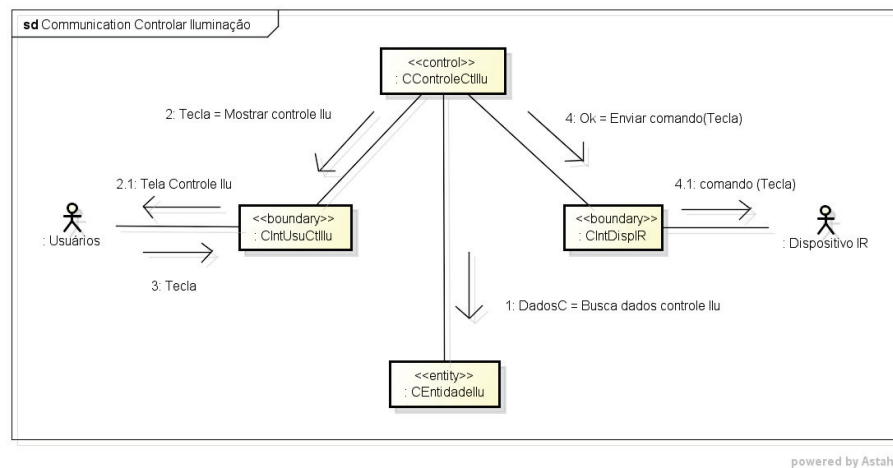 sd Communication Controlar Iluminação
<<control>>
: CControleCtlIlu
2: Tecla = Mostrar controle Ilu
4: Ok = Enviar comando(Tecla)
2.1: Tela Controle Ilu
4.1: comando (Tecla)
<<boundary>>
: CIntUsuCtlIlu
<<boundary>>
: CIntDispIR
: Usuários
: Dispositivo IR
3: Tecla
1: DadosC = Busca dados controle Ilu
<<entity>>
: CEntidadeIlu
powered by Astah